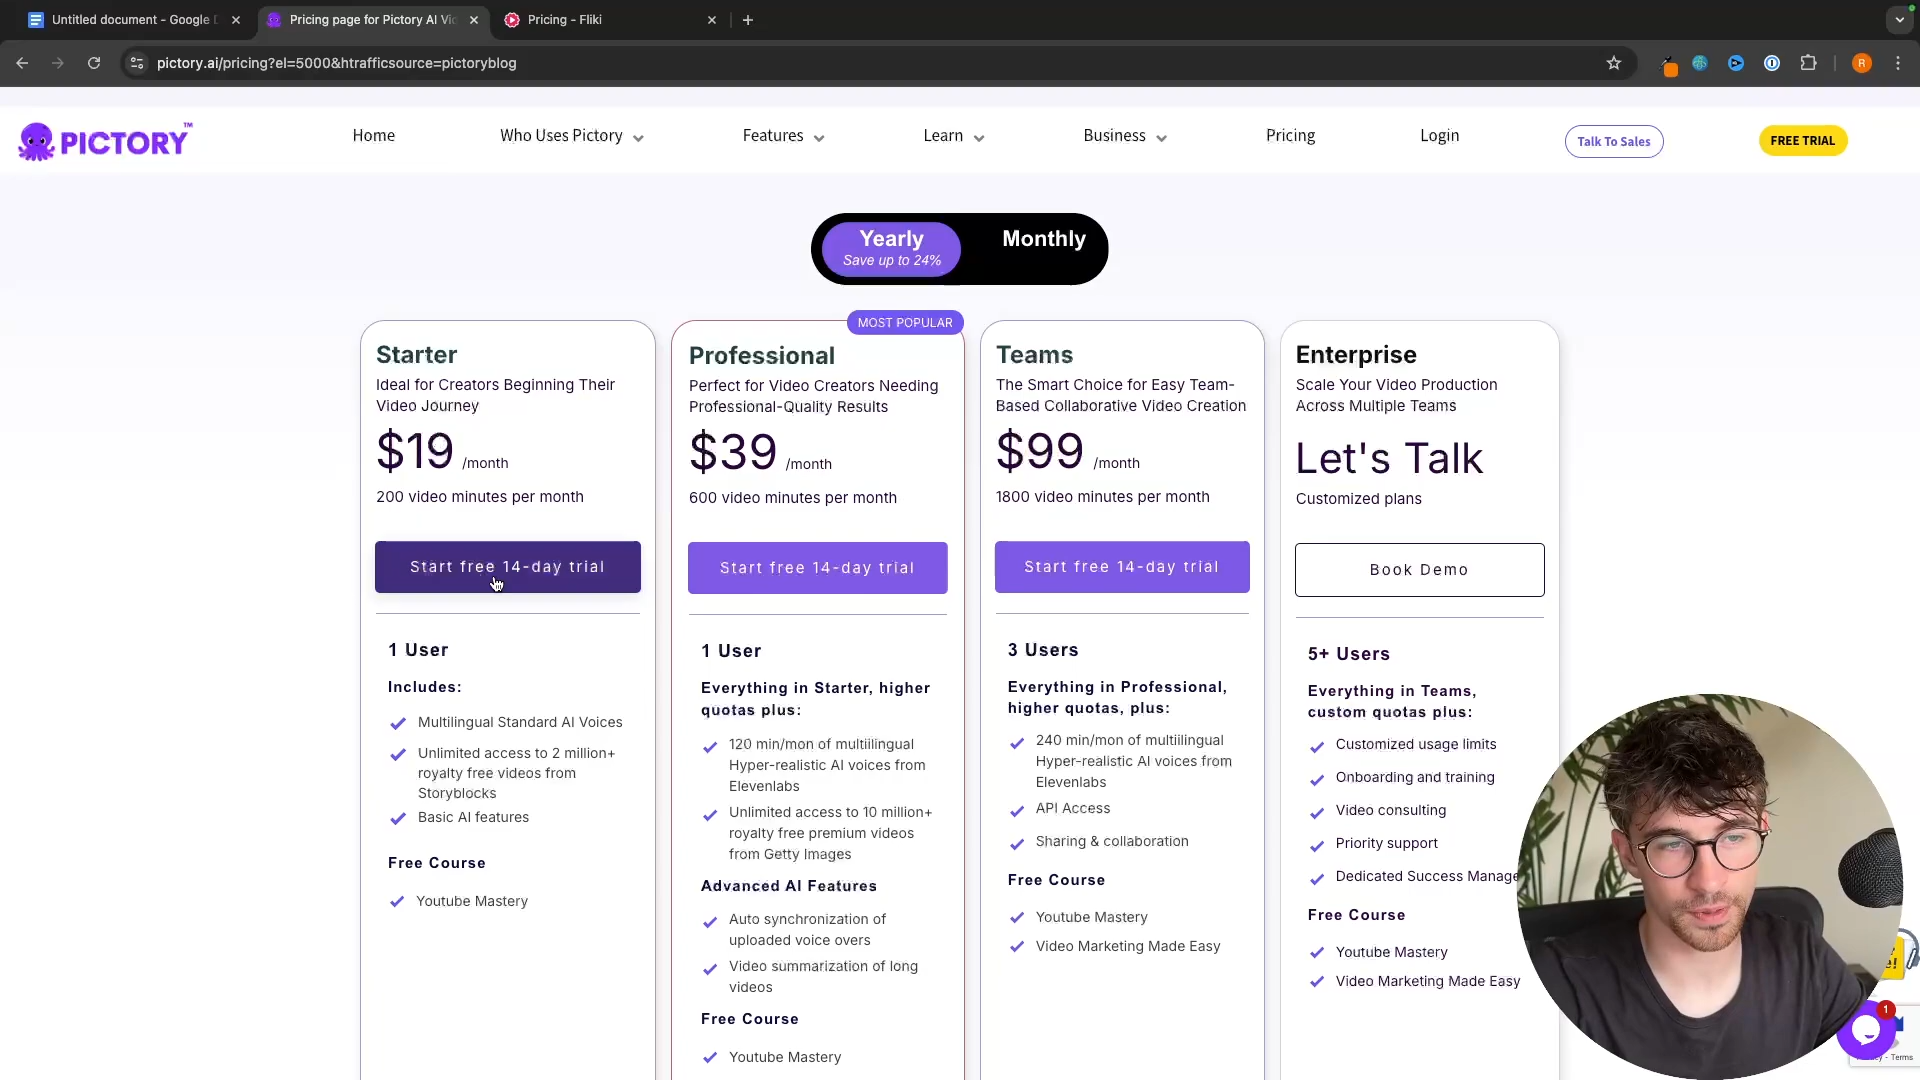 Untitled document - Google D
Pricing page for Pictory AI Vid
Pricing - Fliki
pictory.ai/pricing?el=5000&htrafficsource=pictoryblog
R
PICTORY™
Home
Who Uses Pictory
Features
Learn
Business
Pricing
Login
Talk To Sales
FREE TRIAL
Yearly
Save up to 24%
Monthly
Starter
Ideal for Creators Beginning Their
Video Journey
$19 /month
200 video minutes per month
Start free 14-day trial
1 User
Includes:
Multilingual Standard AI Voices
Unlimited access to 2 million+
royalty free videos from
Storyblocks
Basic AI features
Free Course
Youtube Mastery
MOST POPULAR
Professional
Perfect for Video Creators Needing
Professional-Quality Results
$39 /month
600 video minutes per month
Start free 14-day trial
1 User
Everything in Starter, higher
quotas plus:
120 min/mon of multiilingual
Hyper-realistic AI voices from
Elevenlabs
Unlimited access to 10 million+
royalty free premium videos
from Getty Images
Advanced AI Features
Auto synchronization of
uploaded voice overs
Video summarization of long
videos
Free Course
Youtube Mastery
Teams
The Smart Choice for Easy Team-
Based Collaborative Video Creation
$99 /month
1800 video minutes per month
Start free 14-day trial
3 Users
Everything in Professional,
higher quotas, plus:
240 min/mon of multiilingual
Hyper-realistic AI voices from
Elevenlabs
API Access
Sharing & collaboration
Free Course
Youtube Mastery
Video Marketing Made Easy
Enterprise
Scale Your Video Production
Across Multiple Teams
Let's Talk
Customized plans
Book Demo
5+ Users
Everything in Teams,
custom quotas plus:
Customized usage limits
Onboarding and training
Video consulting
Priority support
Dedicated Success Manage
Free Course
Youtube Mastery
Video Marketing Made Easy
1
- Terms